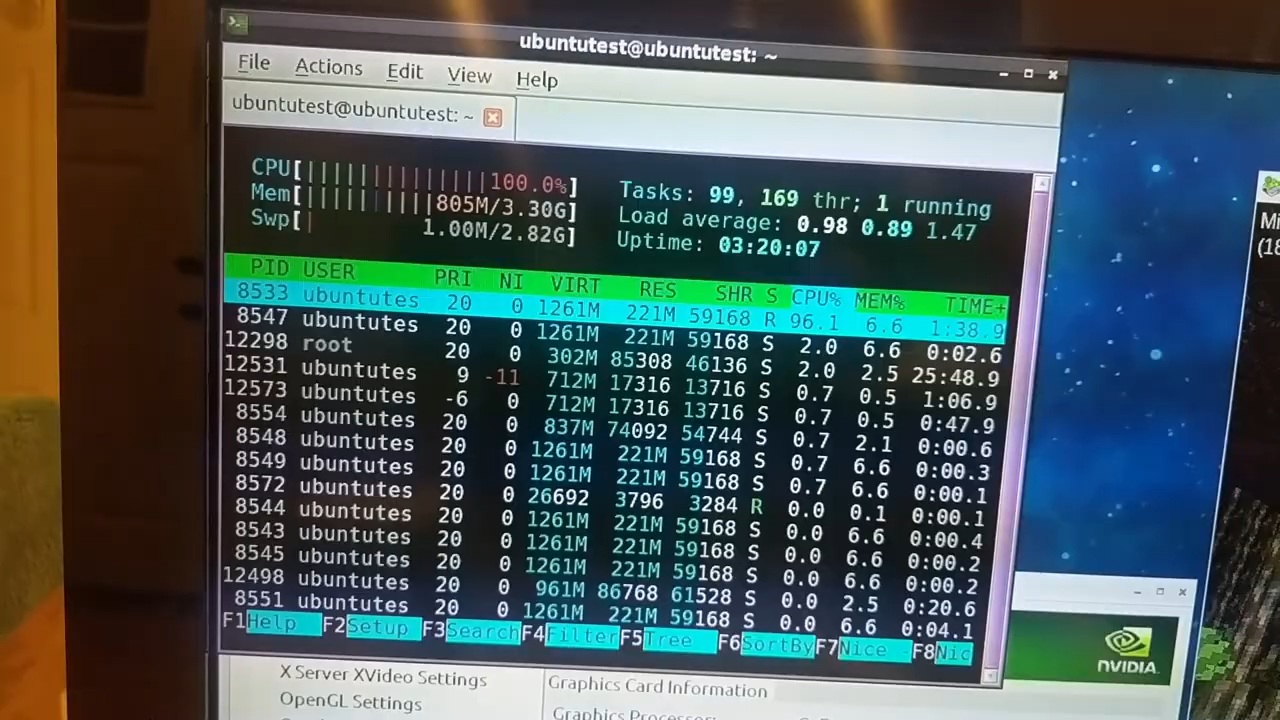 ubuntutest@ubuntutest: ~
File Actions Edit View Help
ubuntutest@ubuntutest: ~
CPU[||||||||||||||||||100.0%]
Mem[|||||||||||805M/3.30G]
Swp[| 1.00M/2.82G]
Tasks: 99, 169 thr; 1 running
Load average: 0.98 0.89 1.47
Uptime: 03:20:07
PID USER PRI NI VIRT RES SHR S CPU% MEM% TIME+
8533 ubuntutes 20 0 1261M 221M 59168 R 96.1 6.6 1:38.9
8547 ubuntutes 20 0 1261M 221M 59168 S 2.0 6.6 0:02.6
12298 root 20 0 302M 85308 46136 S 2.0 2.5 25:48.9
12531 ubuntutes 9 -11 712M 17316 13716 S 0.7 0.5 1:06.9
12573 ubuntutes -6 0 712M 17316 13716 S 0.7 0.5 0:47.9
8554 ubuntutes 20 0 837M 74092 54744 S 0.7 2.1 0:00.6
8548 ubuntutes 20 0 1261M 221M 59168 S 0.7 6.6 0:00.3
8549 ubuntutes 20 0 1261M 221M 59168 S 0.7 6.6 0:00.1
8572 ubuntutes 20 0 26692 3796 3284 R 0.0 0.1 0:00.1
8544 ubuntutes 20 0 1261M 221M 59168 S 0.0 6.6 0:00.4
8543 ubuntutes 20 0 1261M 221M 59168 S 0.0 6.6 0:00.2
8545 ubuntutes 20 0 1261M 221M 59168 S 0.0 6.6 0:00.2
12498 ubuntutes 20 0 961M 86768 61528 S 0.0 2.5 0:20.6
8551 ubuntutes 20 0 1261M 221M 59168 S 0.0 6.6 0:04.1
F1Help F2Setup F3Search F4Filter F5Tree F6SortBy F7Nice - F8Nic
Mi
(18
NVIDIA
X Server XVideo Settings
OpenGL Settings
Graphics Card Information
Graphics Processor: